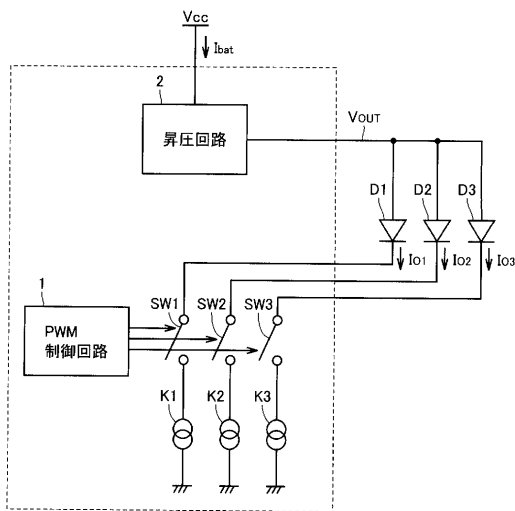 Vcc
Ibat
2
昇圧回路
VOUT
D1
D2
D3
IO1
IO2
IO3
1
PWM
制御回路
SW1
SW2
SW3
K1
K2
K3